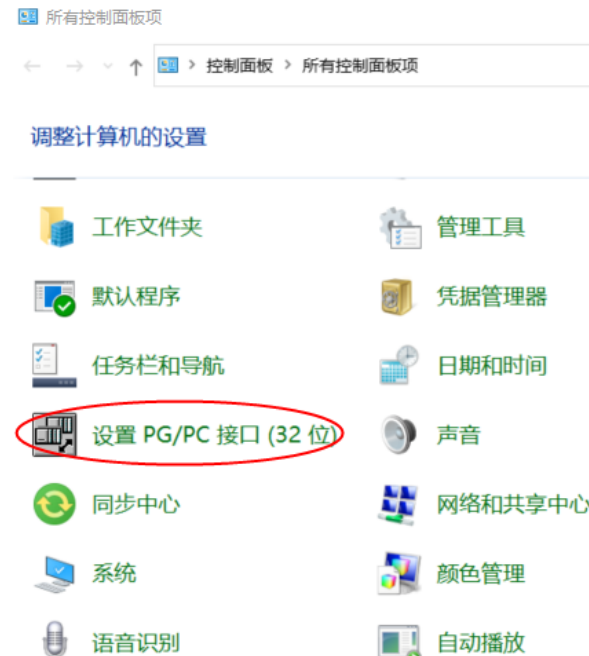 所有控制面板项
控制面板 > 所有控制面板项
调整计算机的设置
工作文件夹
管理工具
默认程序
凭据管理器
任务栏和导航
日期和时间
设置 PG/PC 接口 (32 位)
声音
同步中心
网络和共享中心
系统
颜色管理
语音识别
自动播放